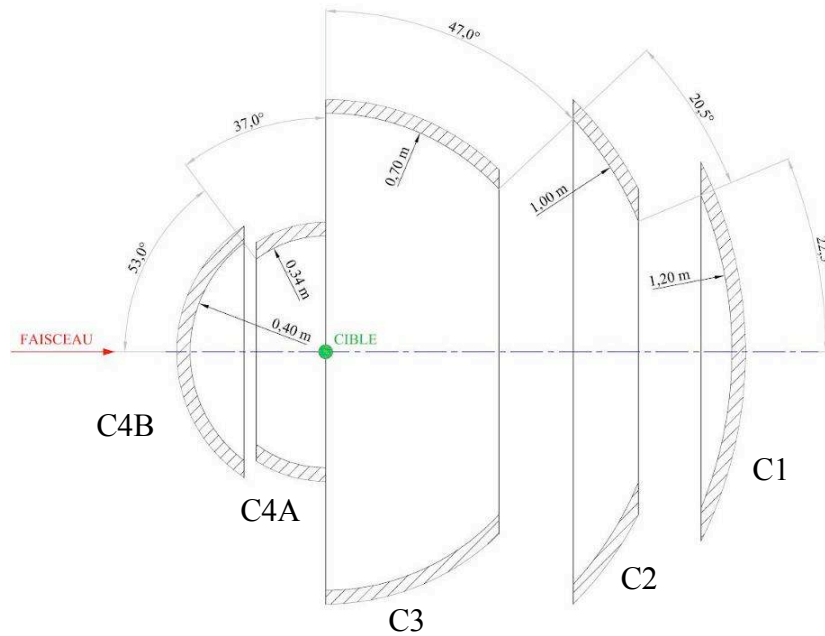 47,0°
20,5°
37,0°
0,70 m
1,00 m
53,0°
0,34 m
1,20 m
0,40 m
FAISCEAU
CIBLE
C4B
C1
C4A
C2
C3